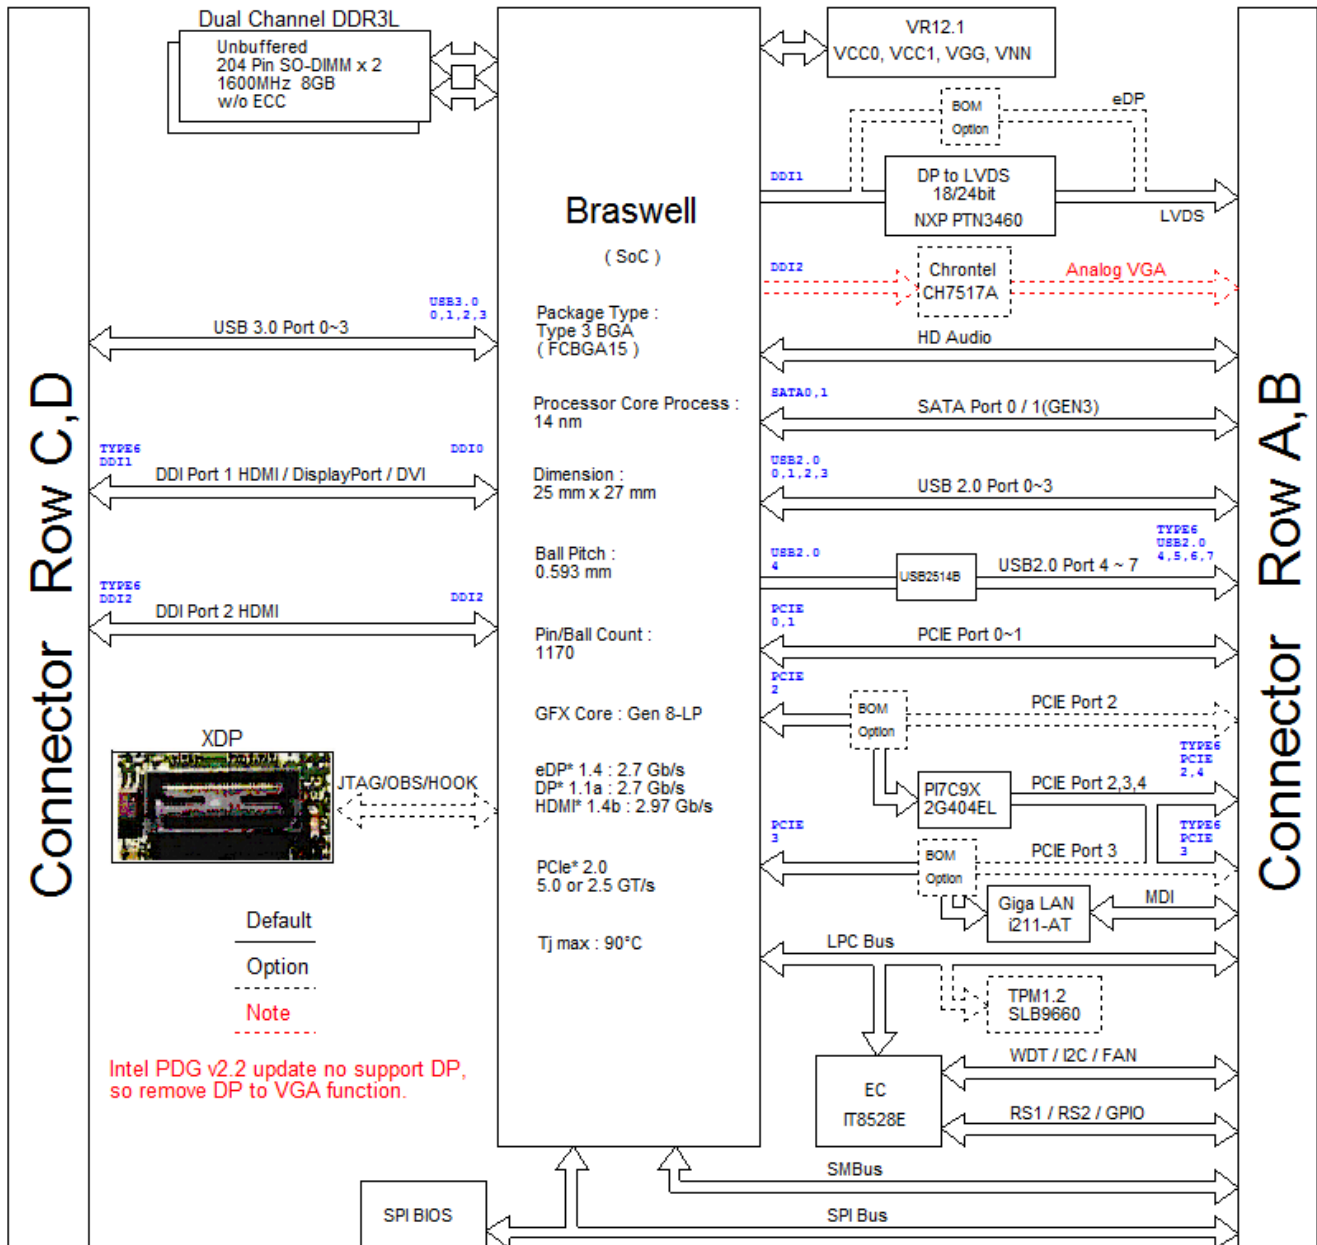 Dual Channel DDR3L
Unbuffered
204 Pin SO-DIMM x 2
1600MHz 8GB
w/o ECC
VR12.1
VCC0, VCC1, VGG, VNN
BOM
Option
eDP
DDI1
DP to LVDS
18/24bit
NXP PTN3460
LVDS
Braswell
( SoC )
DDI2
Chrontel
CH7517A
Analog VGA
USB3.0
0,1,2,3
USB 3.0 Port 0~3
Package Type :
Type 3 BGA
( FCBGA15 )
HD Audio
Processor Core Process :
14 nm
SATA0,1
SATA Port 0 / 1(GEN3)
TYPE6
DDI1
DDI0
DDI Port 1 HDMI / DisplayPort / DVI
Dimension :
25 mm x 27 mm
USB2.0
0,1,2,3
USB 2.0 Port 0~3
Ball Pitch :
0.593 mm
USB2.0
4
USB2514B
USB2.0 Port 4 ~ 7
TYPE6
USB2.0
4,5,6,7
TYPE6
DDI2
DDI2
DDI Port 2 HDMI
Pin/Ball Count :
1170
PCIE
0,1
PCIE Port 0~1
PCIE
2
BOM
Option
PCIE Port 2
GFX Core : Gen 8-LP
XDP
JTAG/OBS/HOOK
eDP* 1.4 : 2.7 Gb/s
DP* 1.1a : 2.7 Gb/s
HDMI* 1.4b : 2.97 Gb/s
PI7C9X
2G404EL
PCIE Port 2,3,4
TYPE6
PCIE
2,4
PCIE
3
BOM
Option
PCIE Port 3
TYPE6
PCIE
3
PCIe* 2.0
5.0 or 2.5 GT/s
Giga LAN
i211-AT
MDI
Tj max : 90°C
LPC Bus
TPM1.2
SLB9660
Default
Option
Note
Intel PDG v2.2 update no support DP,
so remove DP to VGA function.
EC
IT8528E
WDT / I2C / FAN
RS1 / RS2 / GPIO
SMBus
SPI BIOS
SPI Bus
Connector Row C,D
Connector Row A,B